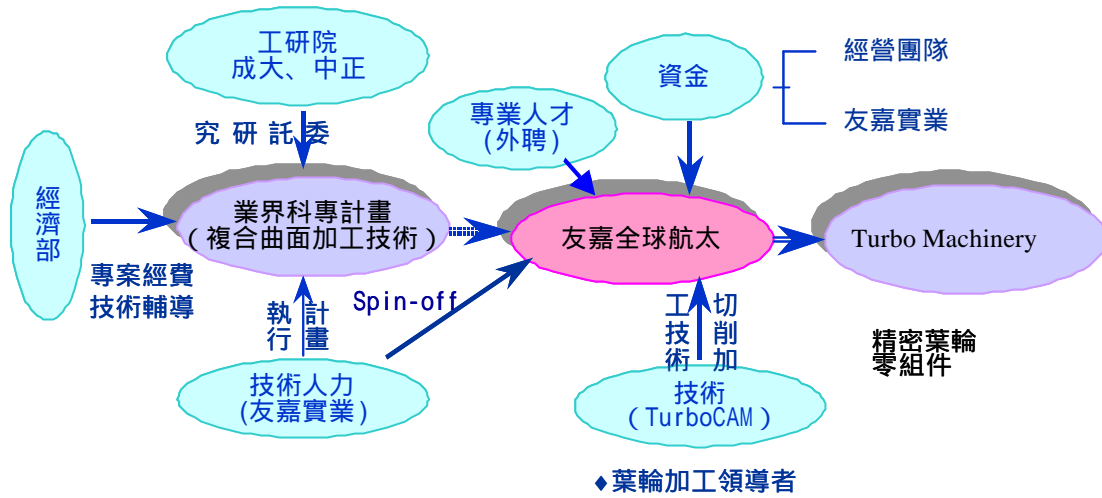 工研院
成大、中正
究研託委
資金
經營團隊
友嘉實業
專業人才
(外聘)
經濟部
業界科專計畫
(複合曲面加工技術)
友嘉全球航太
Turbo Machinery
專案經費
技術輔導
執行
計畫
Spin-off
工技術
切削加
精密葉輪
零組件
技術人力
(友嘉實業)
技術
(TurboCAM)
♦葉輪加工領導者